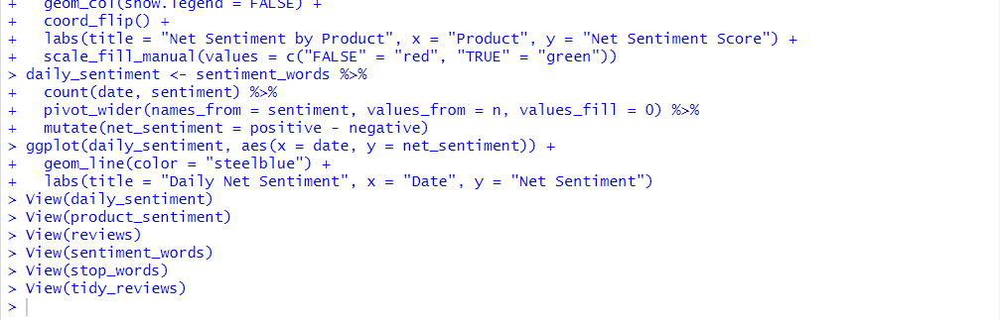 +   geom_col(show.legend = FALSE) +
+   coord_flip() +
+   labs(title = "Net Sentiment by Product", x = "Product", y = "Net Sentiment Score") +
+   scale_fill_manual(values = c("FALSE" = "red", "TRUE" = "green"))
> daily_sentiment <- sentiment_words %>%
+   count(date, sentiment) %>%
+   pivot_wider(names_from = sentiment, values_from = n, values_fill = 0) %>%
+   mutate(net_sentiment = positive - negative)
> ggplot(daily_sentiment, aes(x = date, y = net_sentiment)) +
+   geom_line(color = "steelblue") +
+   labs(title = "Daily Net Sentiment", x = "Date", y = "Net Sentiment")
> View(daily_sentiment)
> View(product_sentiment)
> View(reviews)
> View(sentiment_words)
> View(stop_words)
> View(tidy_reviews)
>